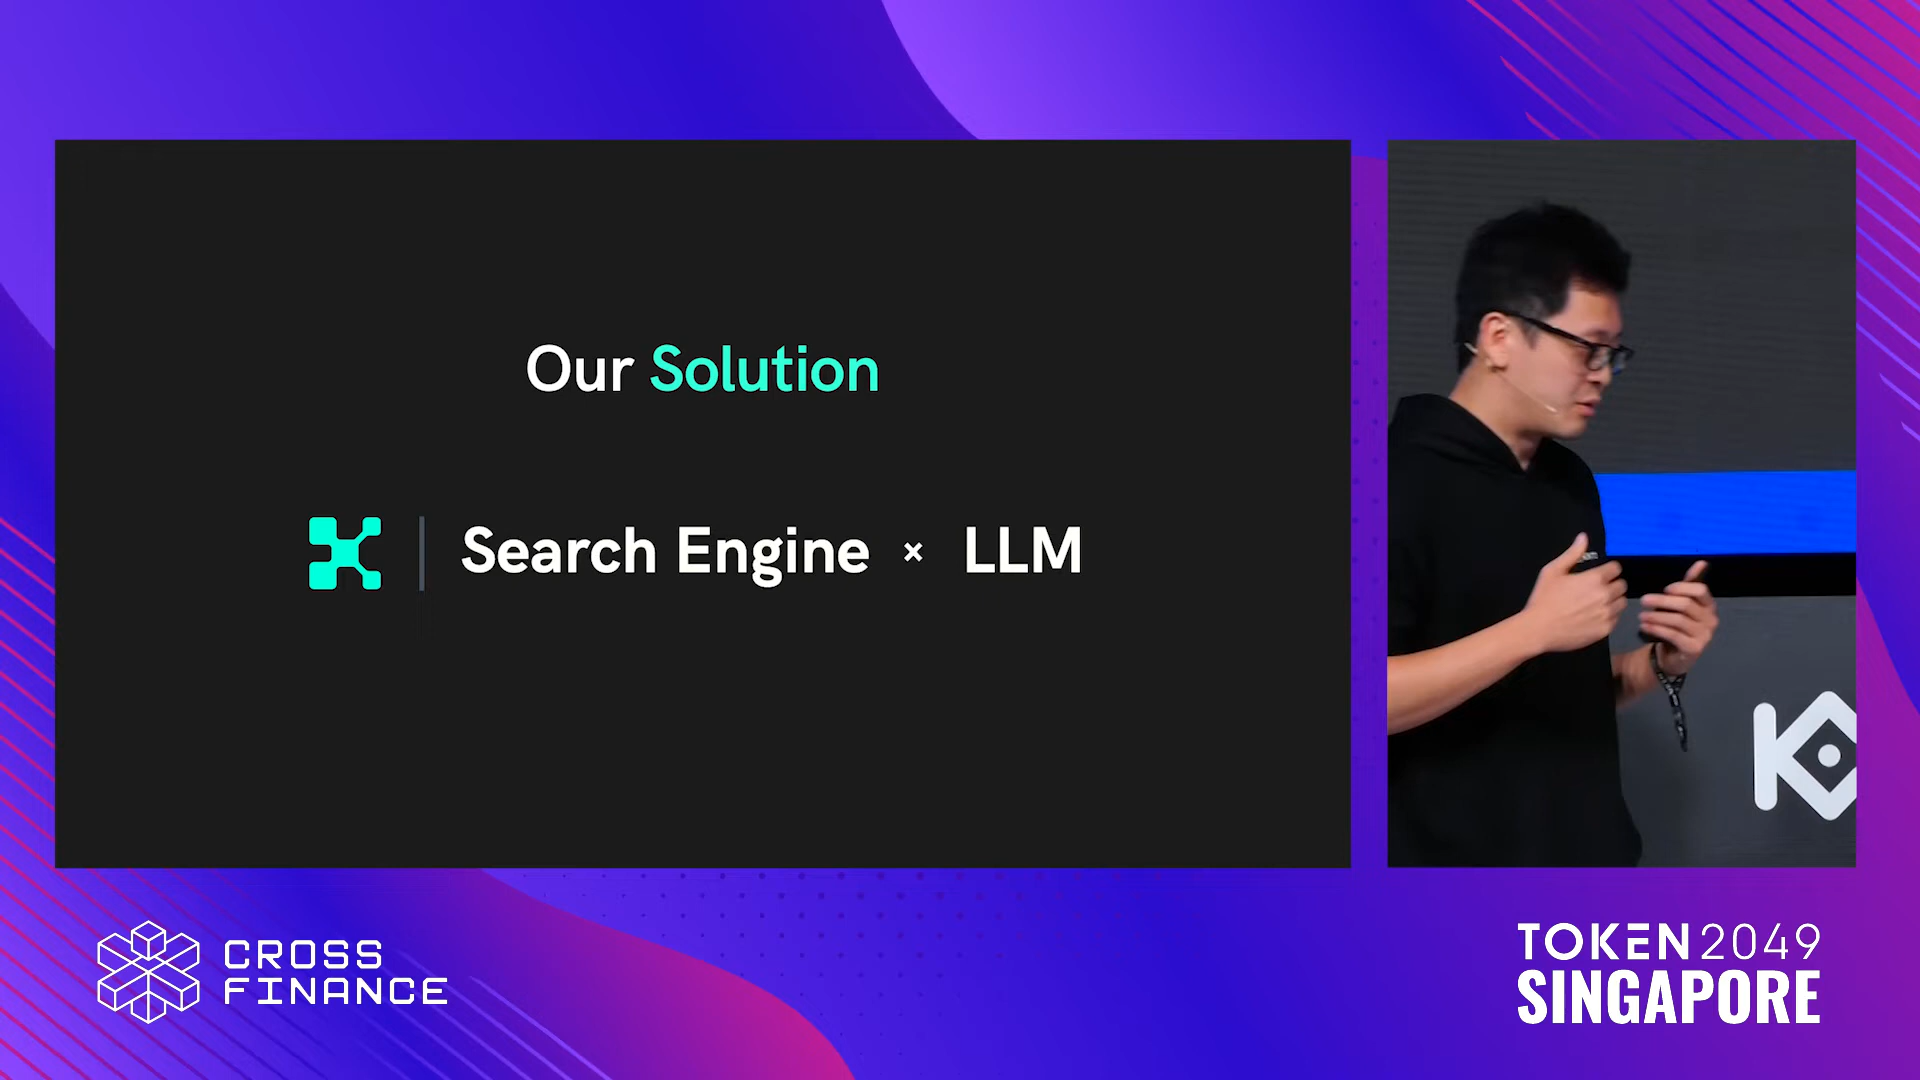 Our Solution
Search Engine × LLM
CROSS
FINANCE
TOKEN2049
SINGAPORE